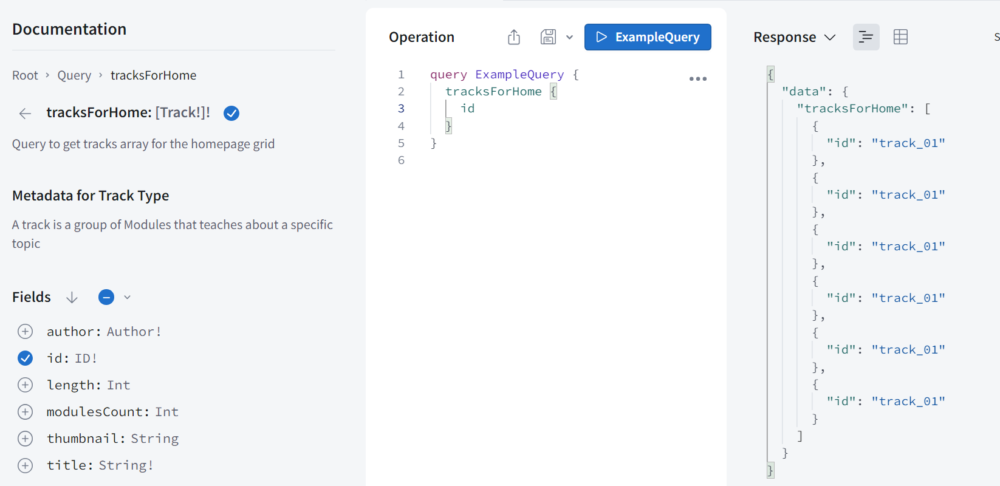 Documentation
Root › Query › tracksForHome
tracksForHome: [Track!]!
Query to get tracks array for the homepage grid
Metadata for Track Type
A track is a group of Modules that teaches about a specific
topic
Fields
author: Author!
id: ID!
length: Int
modulesCount: Int
thumbnail: String
title: String!
Operation
ExampleQuery
1 query ExampleQuery {
2 tracksForHome {
3 id
4 }
5 }
6
Response
S
{
"data": {
"tracksForHome": [
{
"id": "track_01"
},
{
"id": "track_01"
},
{
"id": "track_01"
},
{
"id": "track_01"
},
{
"id": "track_01"
},
{
"id": "track_01"
}
]
}
}